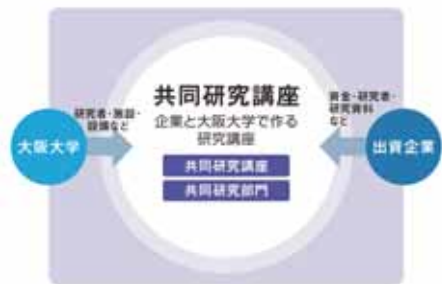 共同研究講座
企業と大阪大学で作る
研究講座
共同研究講座
共同研究部門
研究者・施設・
設備など
大阪大学
資金・研究者・
研究資料
など
出資企業